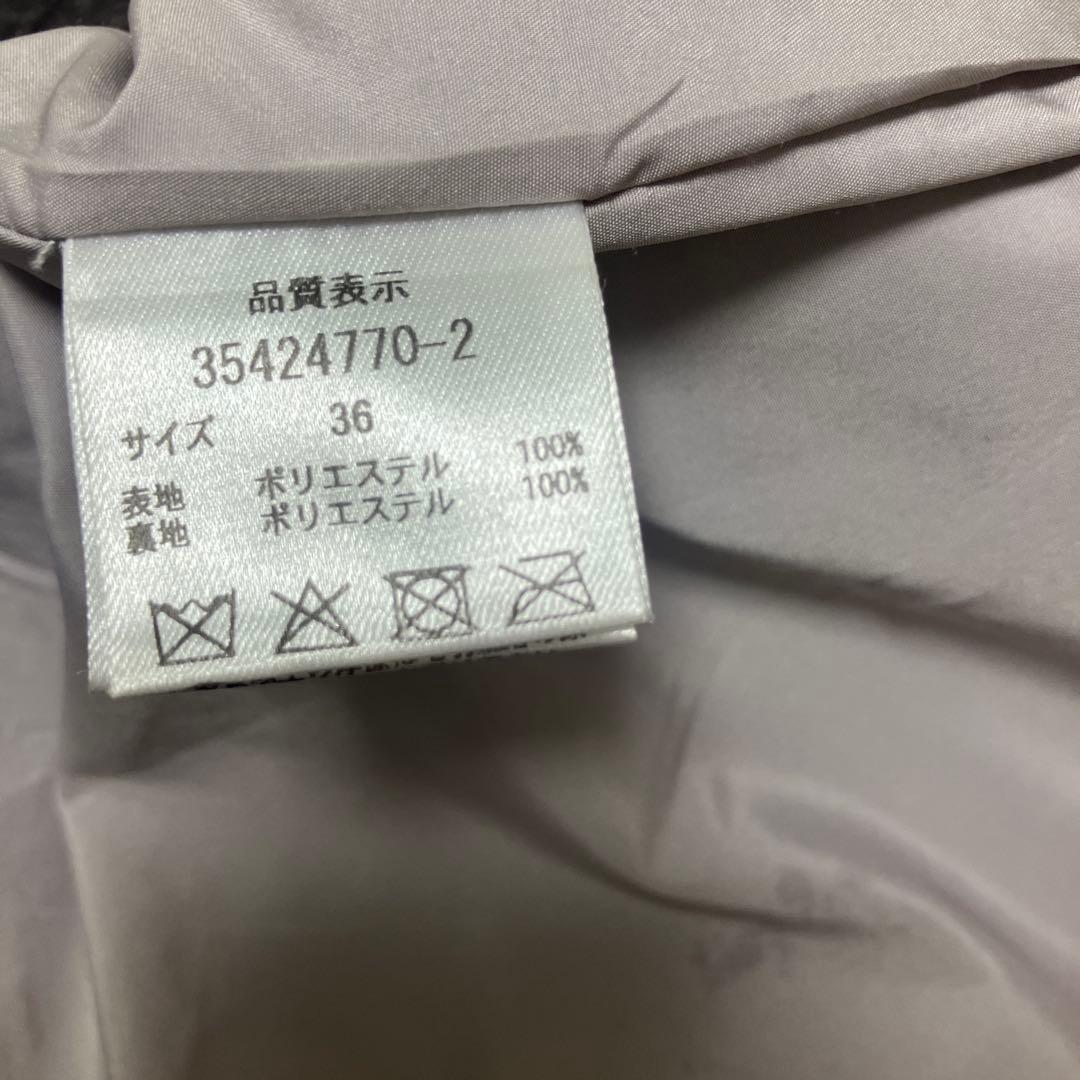 品質表示
35424770-2
サイズ 36
表地 ポリエステル 100%
裏地 ポリエステル 100%